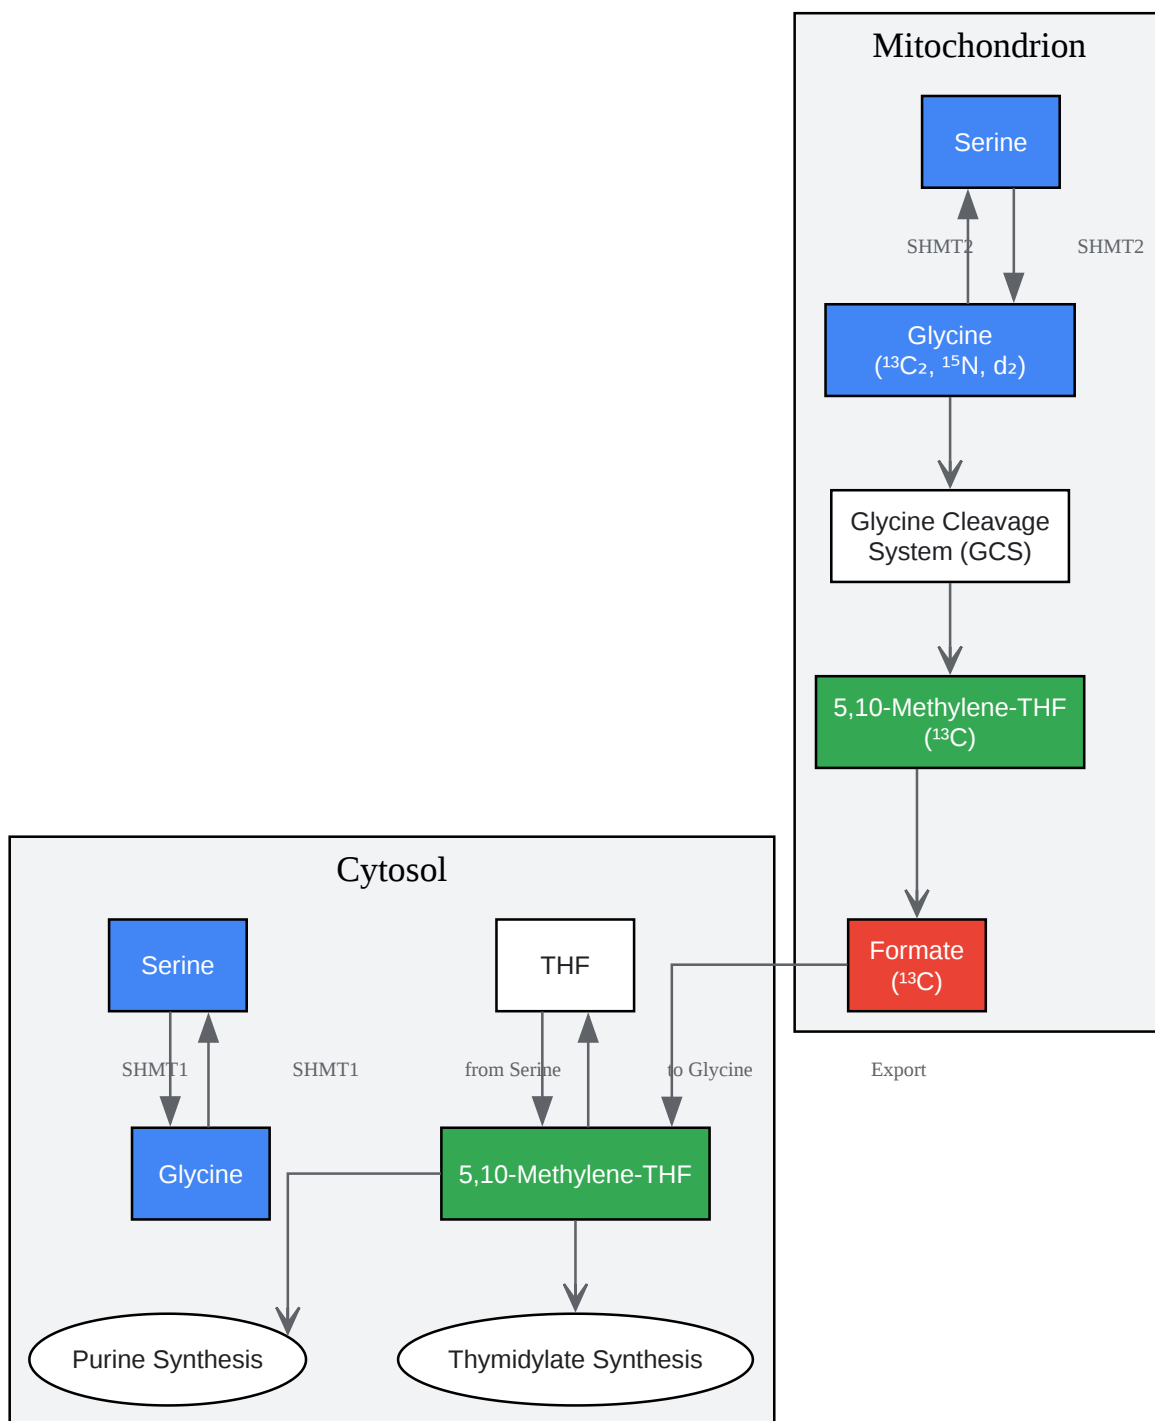 Mitochondrion
Serine
SHMT2
SHMT2
Glycine
(¹³C₂, ¹⁵N, d₂)
Glycine Cleavage
System (GCS)
5,10-Methylene-THF
(¹³C)
Formate
(¹³C)
Export
Cytosol
Serine
THF
SHMT1
SHMT1
from Serine
to Glycine
Glycine
5,10-Methylene-THF
Purine Synthesis
Thymidylate Synthesis